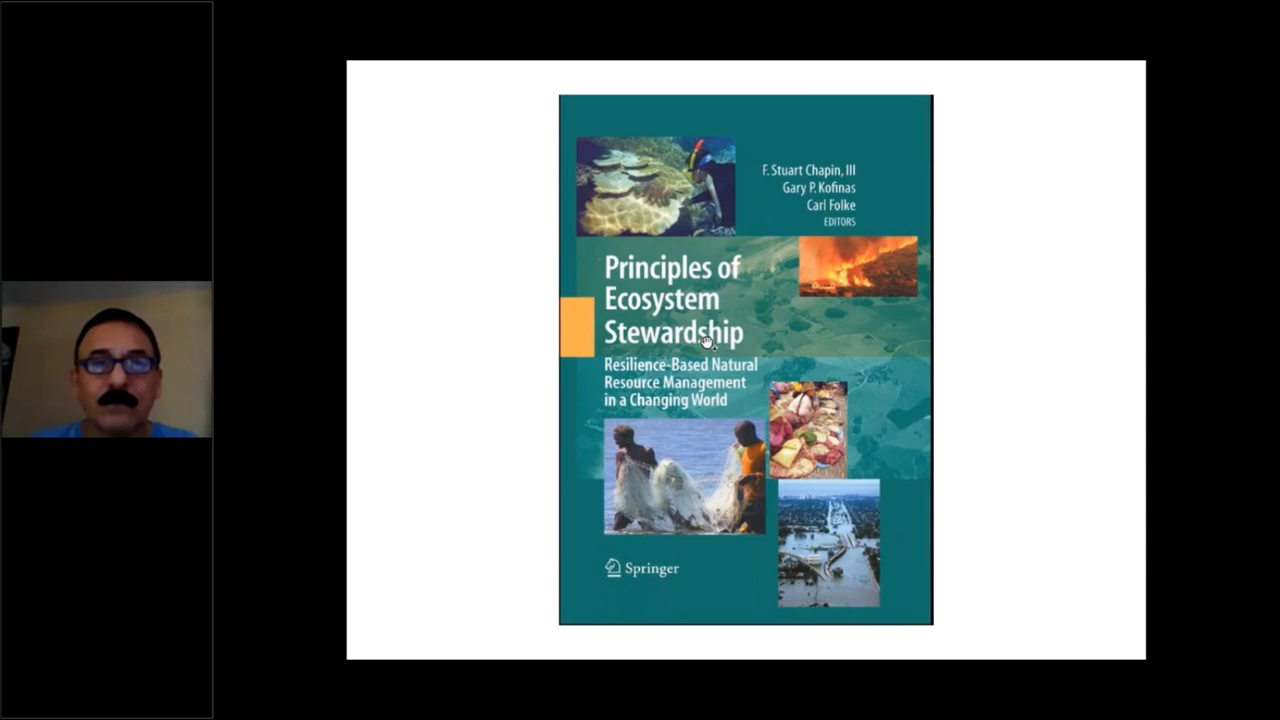 F. Stuart Chapin, III
Gary P. Kofinas
Carl Folke
EDITORS
Principles of
Ecosystem
Stewardship
Resilience-Based Natural
Resource Management
in a Changing World
Springer